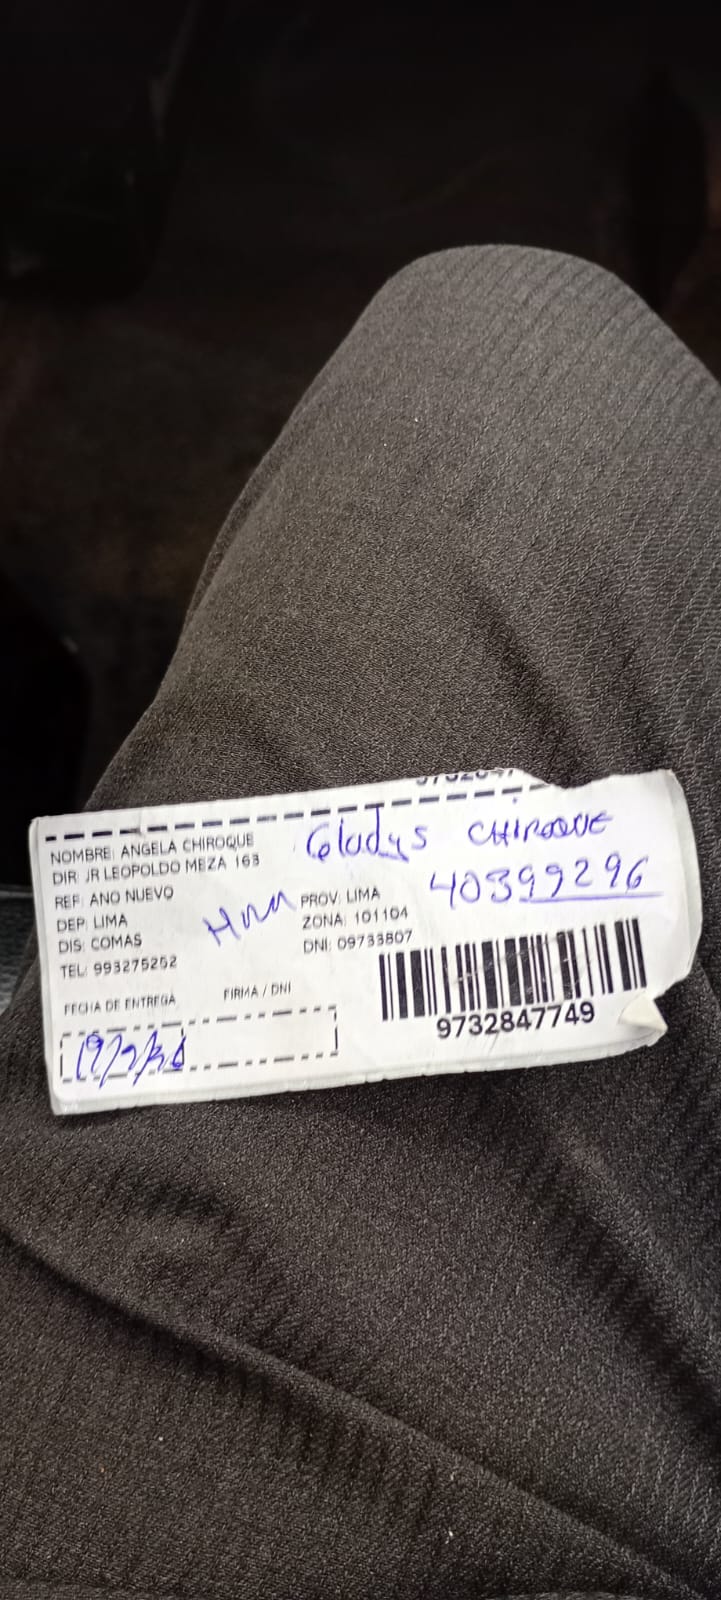 NOMBRE: ANGELA CHIROQUE
Gladys CHIROQUE
DIR: JR LEOPOLDO MEZA 163
REF: ANO NUEVO
40399296
DEP: LIMA
PROV: LIMA
DIS: COMAS
ZONA: 101104
TEL: 993275252
DNI: 09733807
FECHA DE ENTREGA
FIRMA / DNI
9732847749